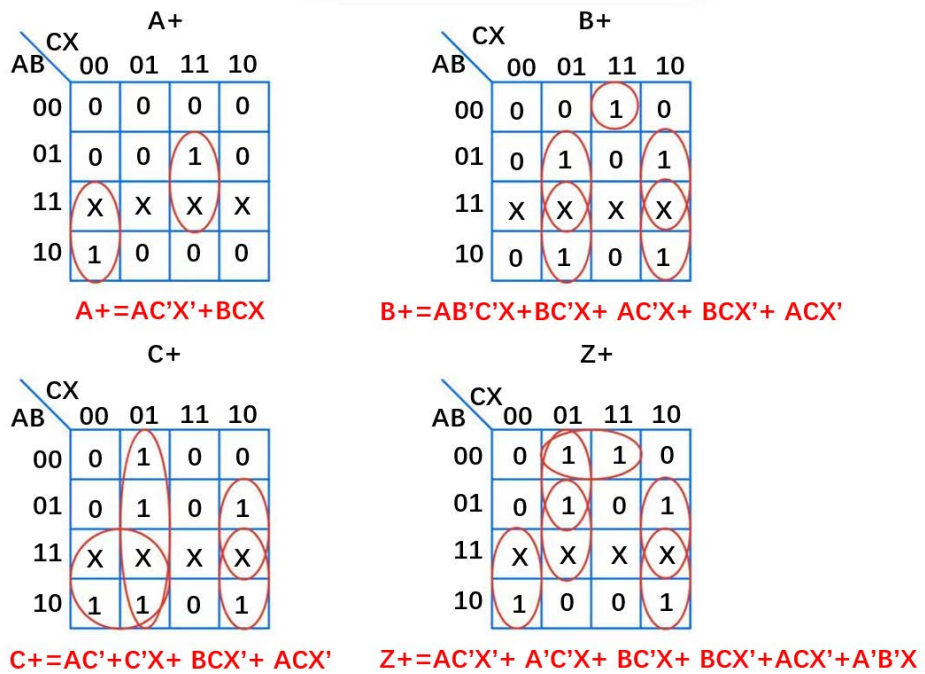 A+
CX
AB 00 01 11 10
00 0 0 0 0
01 0 0 1 0
11 X X X X
10 1 0 0 0
A+=AC’X’+BCX
B+
CX
AB 00 01 11 10
00 0 0 1 0
01 0 1 0 1
11 X X X X
10 0 1 0 1
B+=AB’C’X+BC’X+ AC’X+ BCX’+ ACX’
C+
CX
AB 00 01 11 10
00 0 1 0 0
01 0 1 0 1
11 X X X X
10 1 1 0 1
C+=AC’+C’X+ BCX’+ ACX’
Z+
CX
AB 00 01 11 10
00 0 1 1 0
01 0 1 0 1
11 X X X X
10 1 0 0 1
Z+=AC’X’+ A’C’X+ BC’X+ BCX’+ACX’+A’B’X